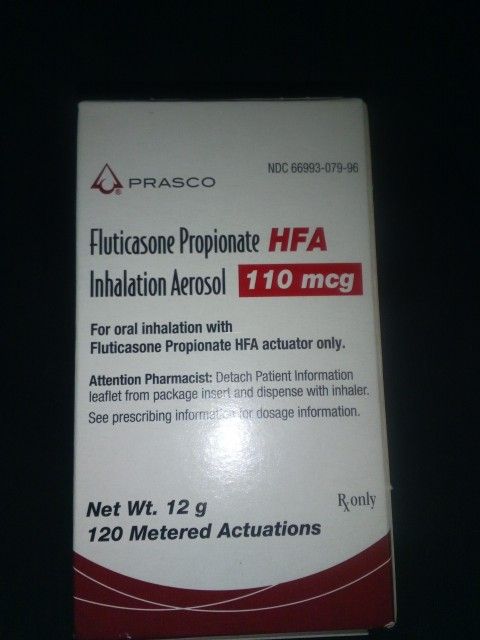 PRASCO
NDC 66993-079-96
Fluticasone Propionate HFA
Inhalation Aerosol 110 mcg
For oral inhalation with
Fluticasone Propionate HFA actuator only.
Attention Pharmacist: Detach Patient Information
leaflet from package insert and dispense with inhaler.
See prescribing information for dosage information.
Net Wt. 12 g
120 Metered Actuations
Rx only